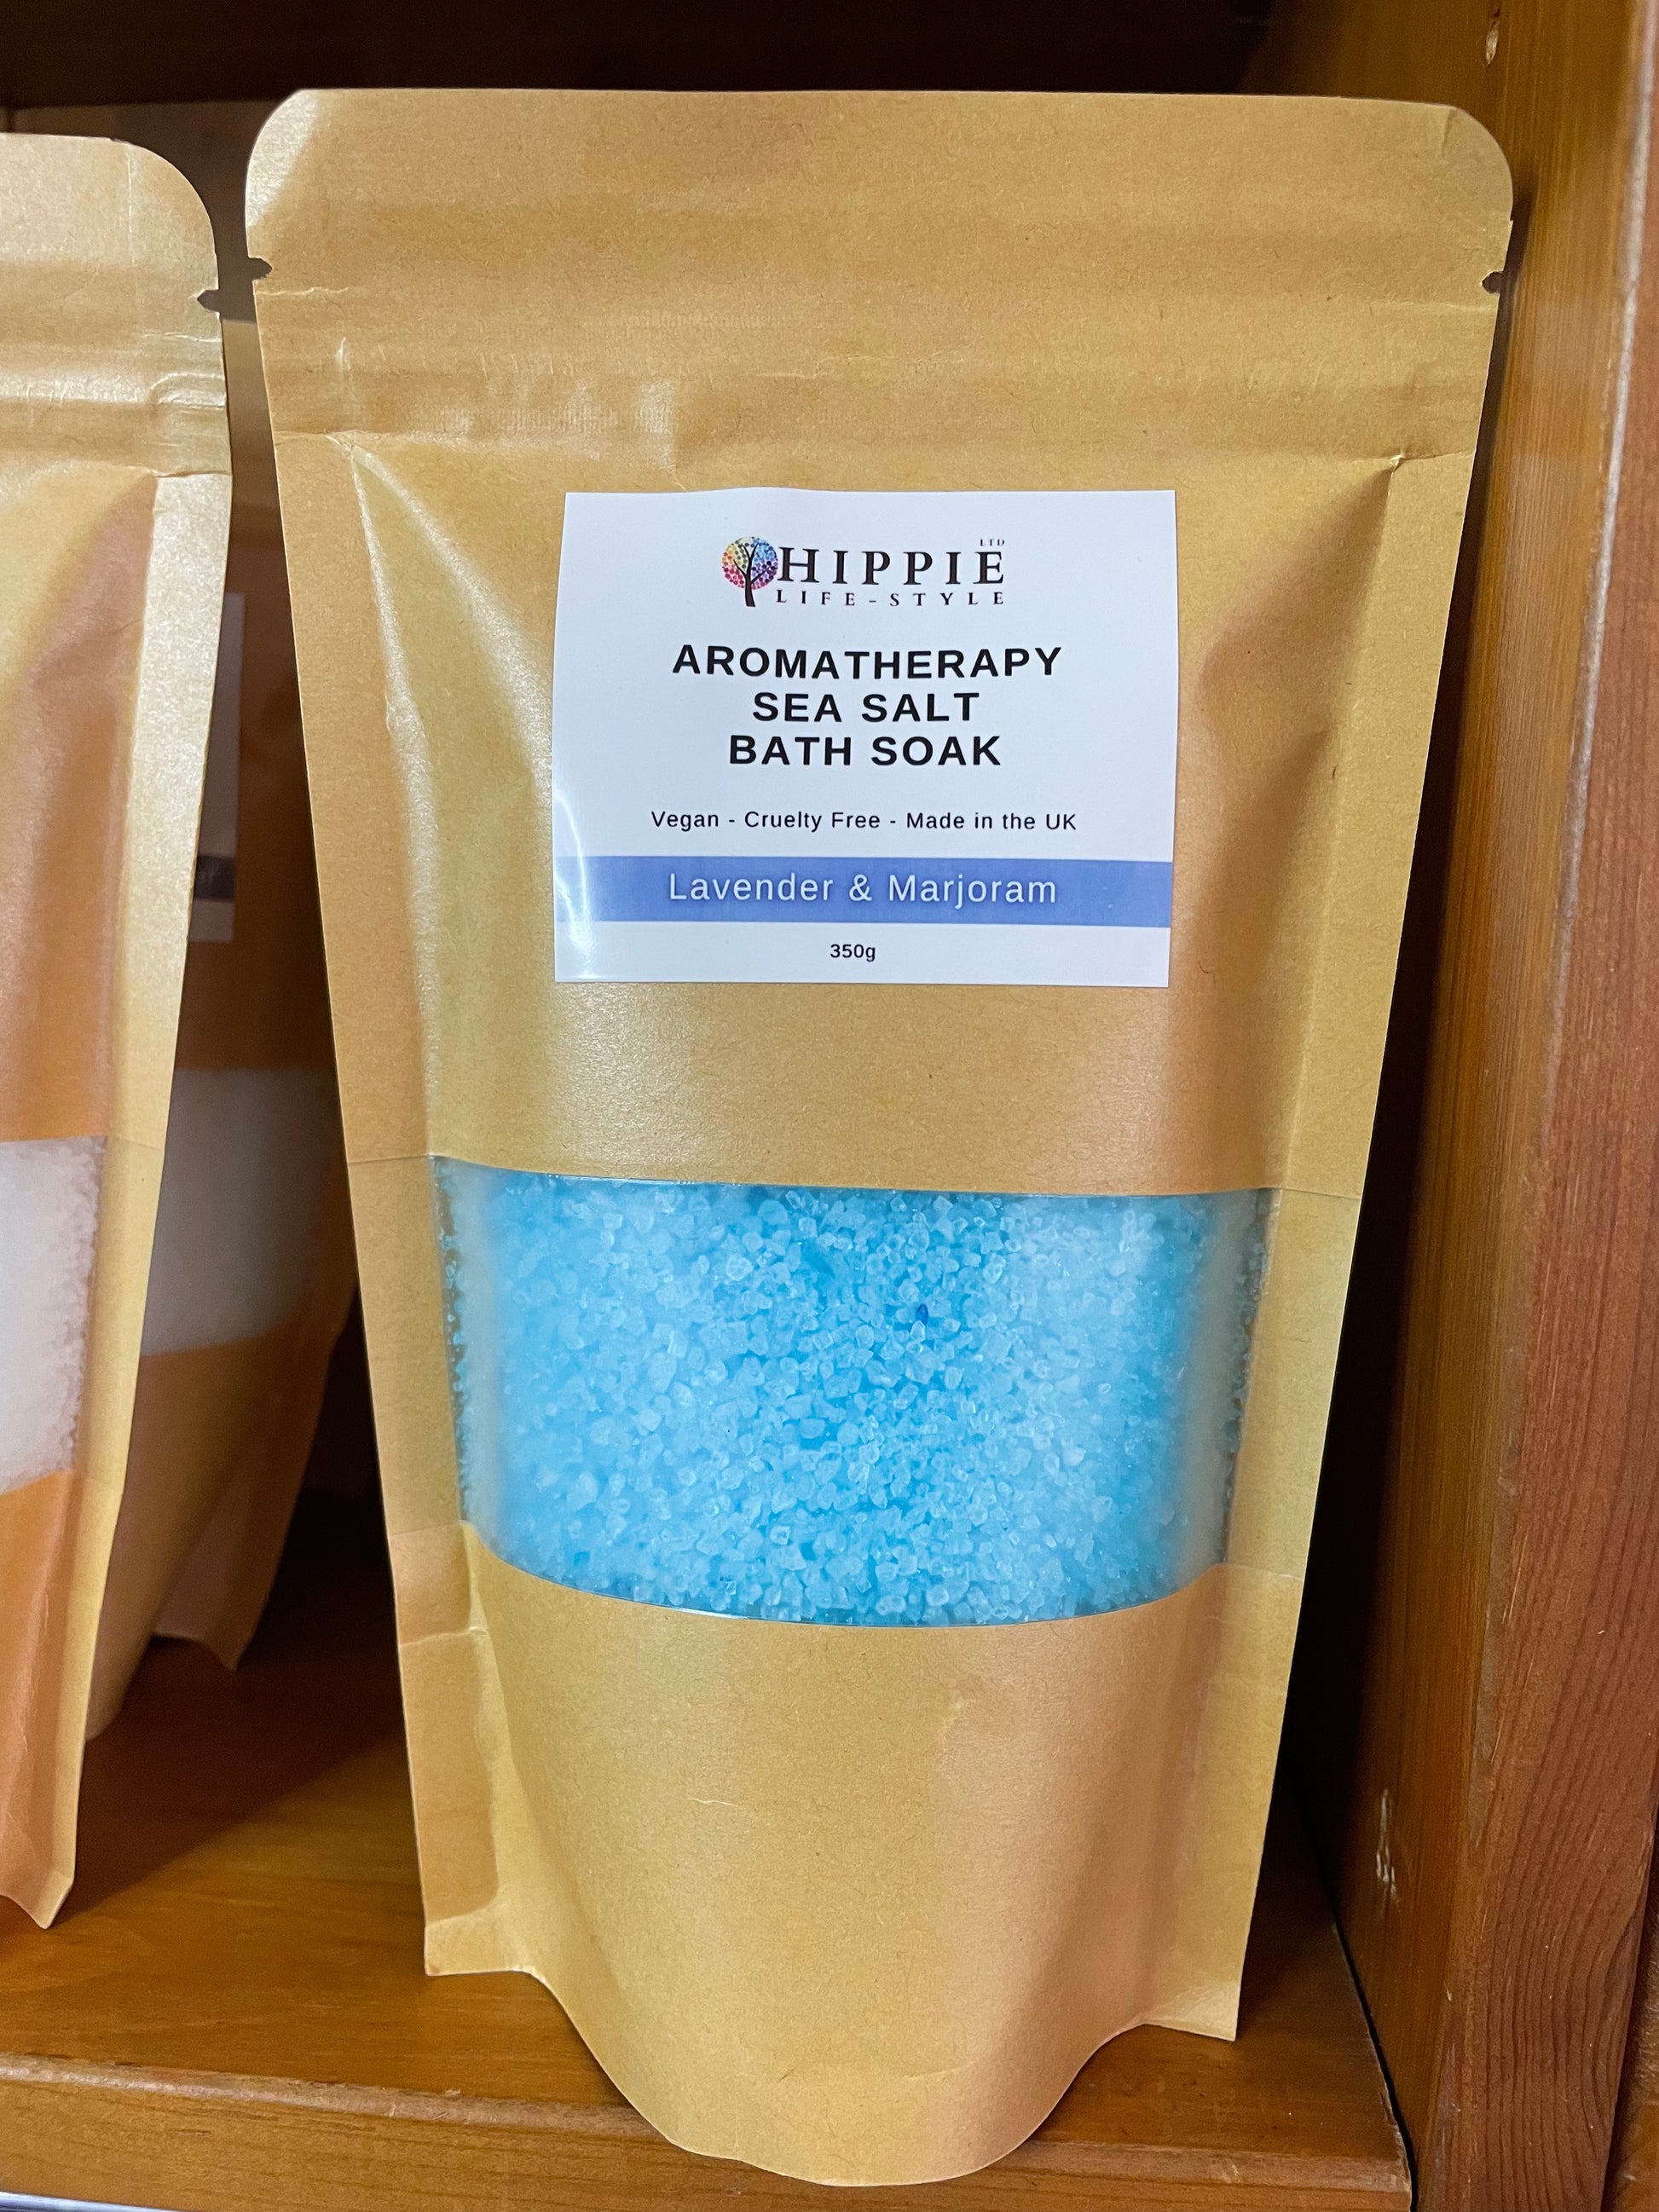 HIPPIE LTD
LIFE-STYLE
AROMATHERAPY
SEA SALT
BATH SOAK
Vegan - Cruelty Free - Made in the UK
Lavender & Marjoram
350g